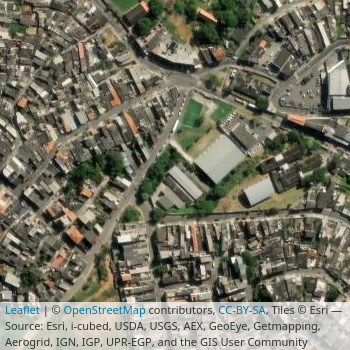 Leaflet | © OpenStreetMap contributors, CC-BY-SA, Tiles © Esri —
Source: Esri, i-cubed, USDA, USGS, AEX, GeoEye, Getmapping,
Aerogrid, IGN, IGP, UPR-EGP, and the GIS User Community